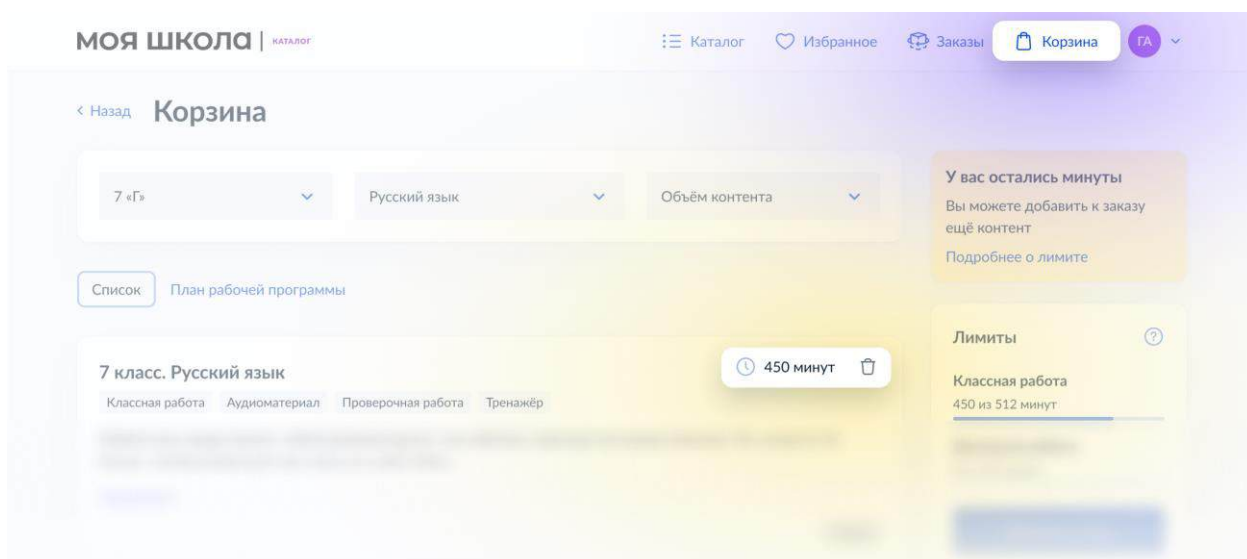 МОЯ ШКОЛА | КАТАЛОГ
Каталог Избранное Заказы Корзина ГА
Назад Корзина
7 «Г» Русский язык Объём контента
У вас остались минуты
Вы можете добавить к заказу
ещё контент
Подробнее о лимите
Список План рабочей программы
7 класс. Русский язык 450 минут
Классная работа Аудиоматериал Проверочная работа Тренажёр
Лимиты ?
Классная работа
450 из 512 минут